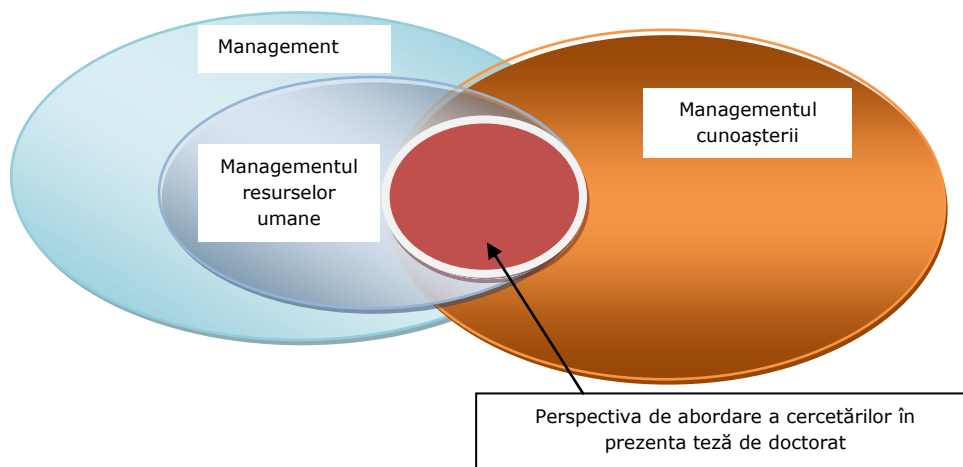 Management
Managementul
cunoașterii
Managementul
resurselor
umane
Perspectiva de abordare a cercetărilor în
prezenta teză de doctorat